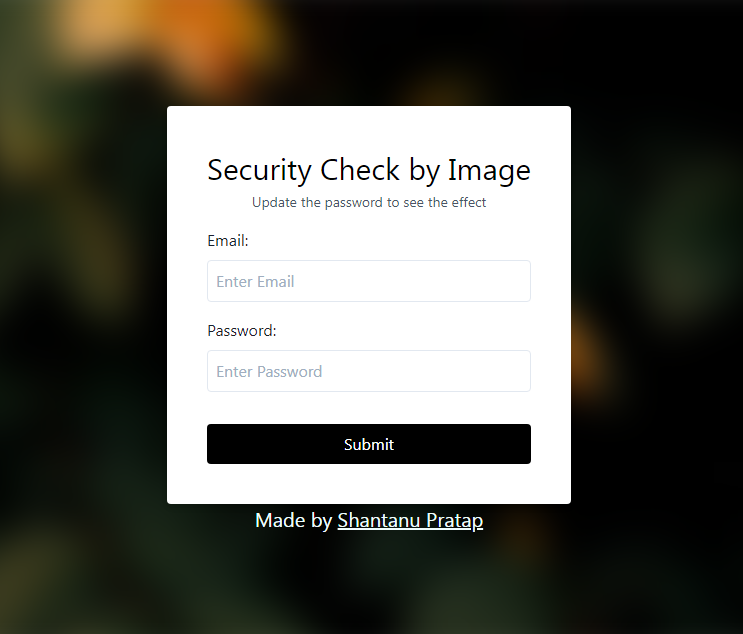 Security Check by Image
Update the password to see the effect
Email:
Enter Email
Password:
Enter Password
Submit
Made by Shantanu Pratap